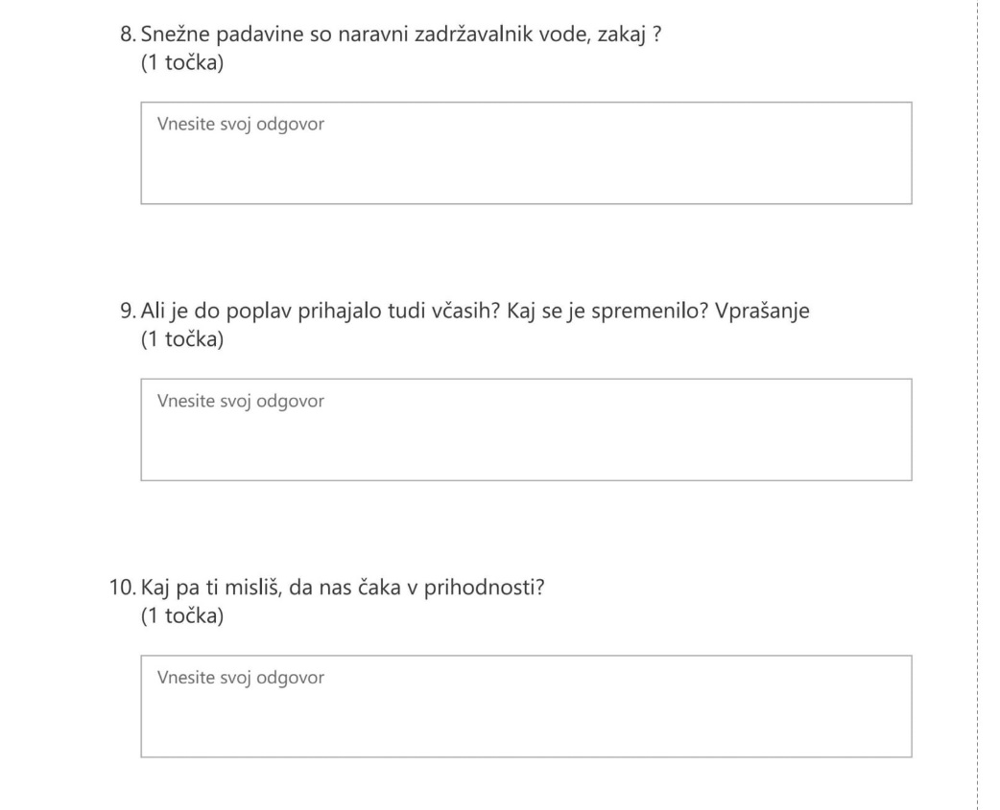 8. Snežne padavine so naravni zadrževalnik vode, zakaj ?
(1 točka)
Vnesite svoj odgovor
9. Ali je do poplav prihajalo tudi včasih? Kaj se je spremenilo? Vprašanje
(1 točka)
Vnesite svoj odgovor
10. Kaj pa ti misliš, da nas čaka v prihodnosti?
(1 točka)
Vnesite svoj odgovor